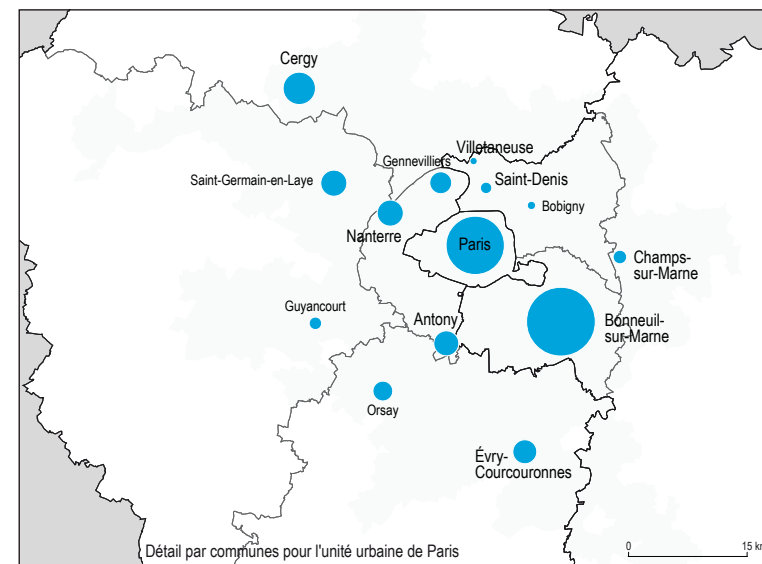 Cergy
Villetaneuse
Gennevilliers
Saint-Germain-en-Laye
Saint-Denis
Bobigny
Nanterre
Paris
Champs-
sur-Marne
Guyancourt
Antony
Bonneuil-
sur-Marne
Orsay
Évry-
Courcouronnes
Détail par communes pour l'unité urbaine de Paris
0
15 km